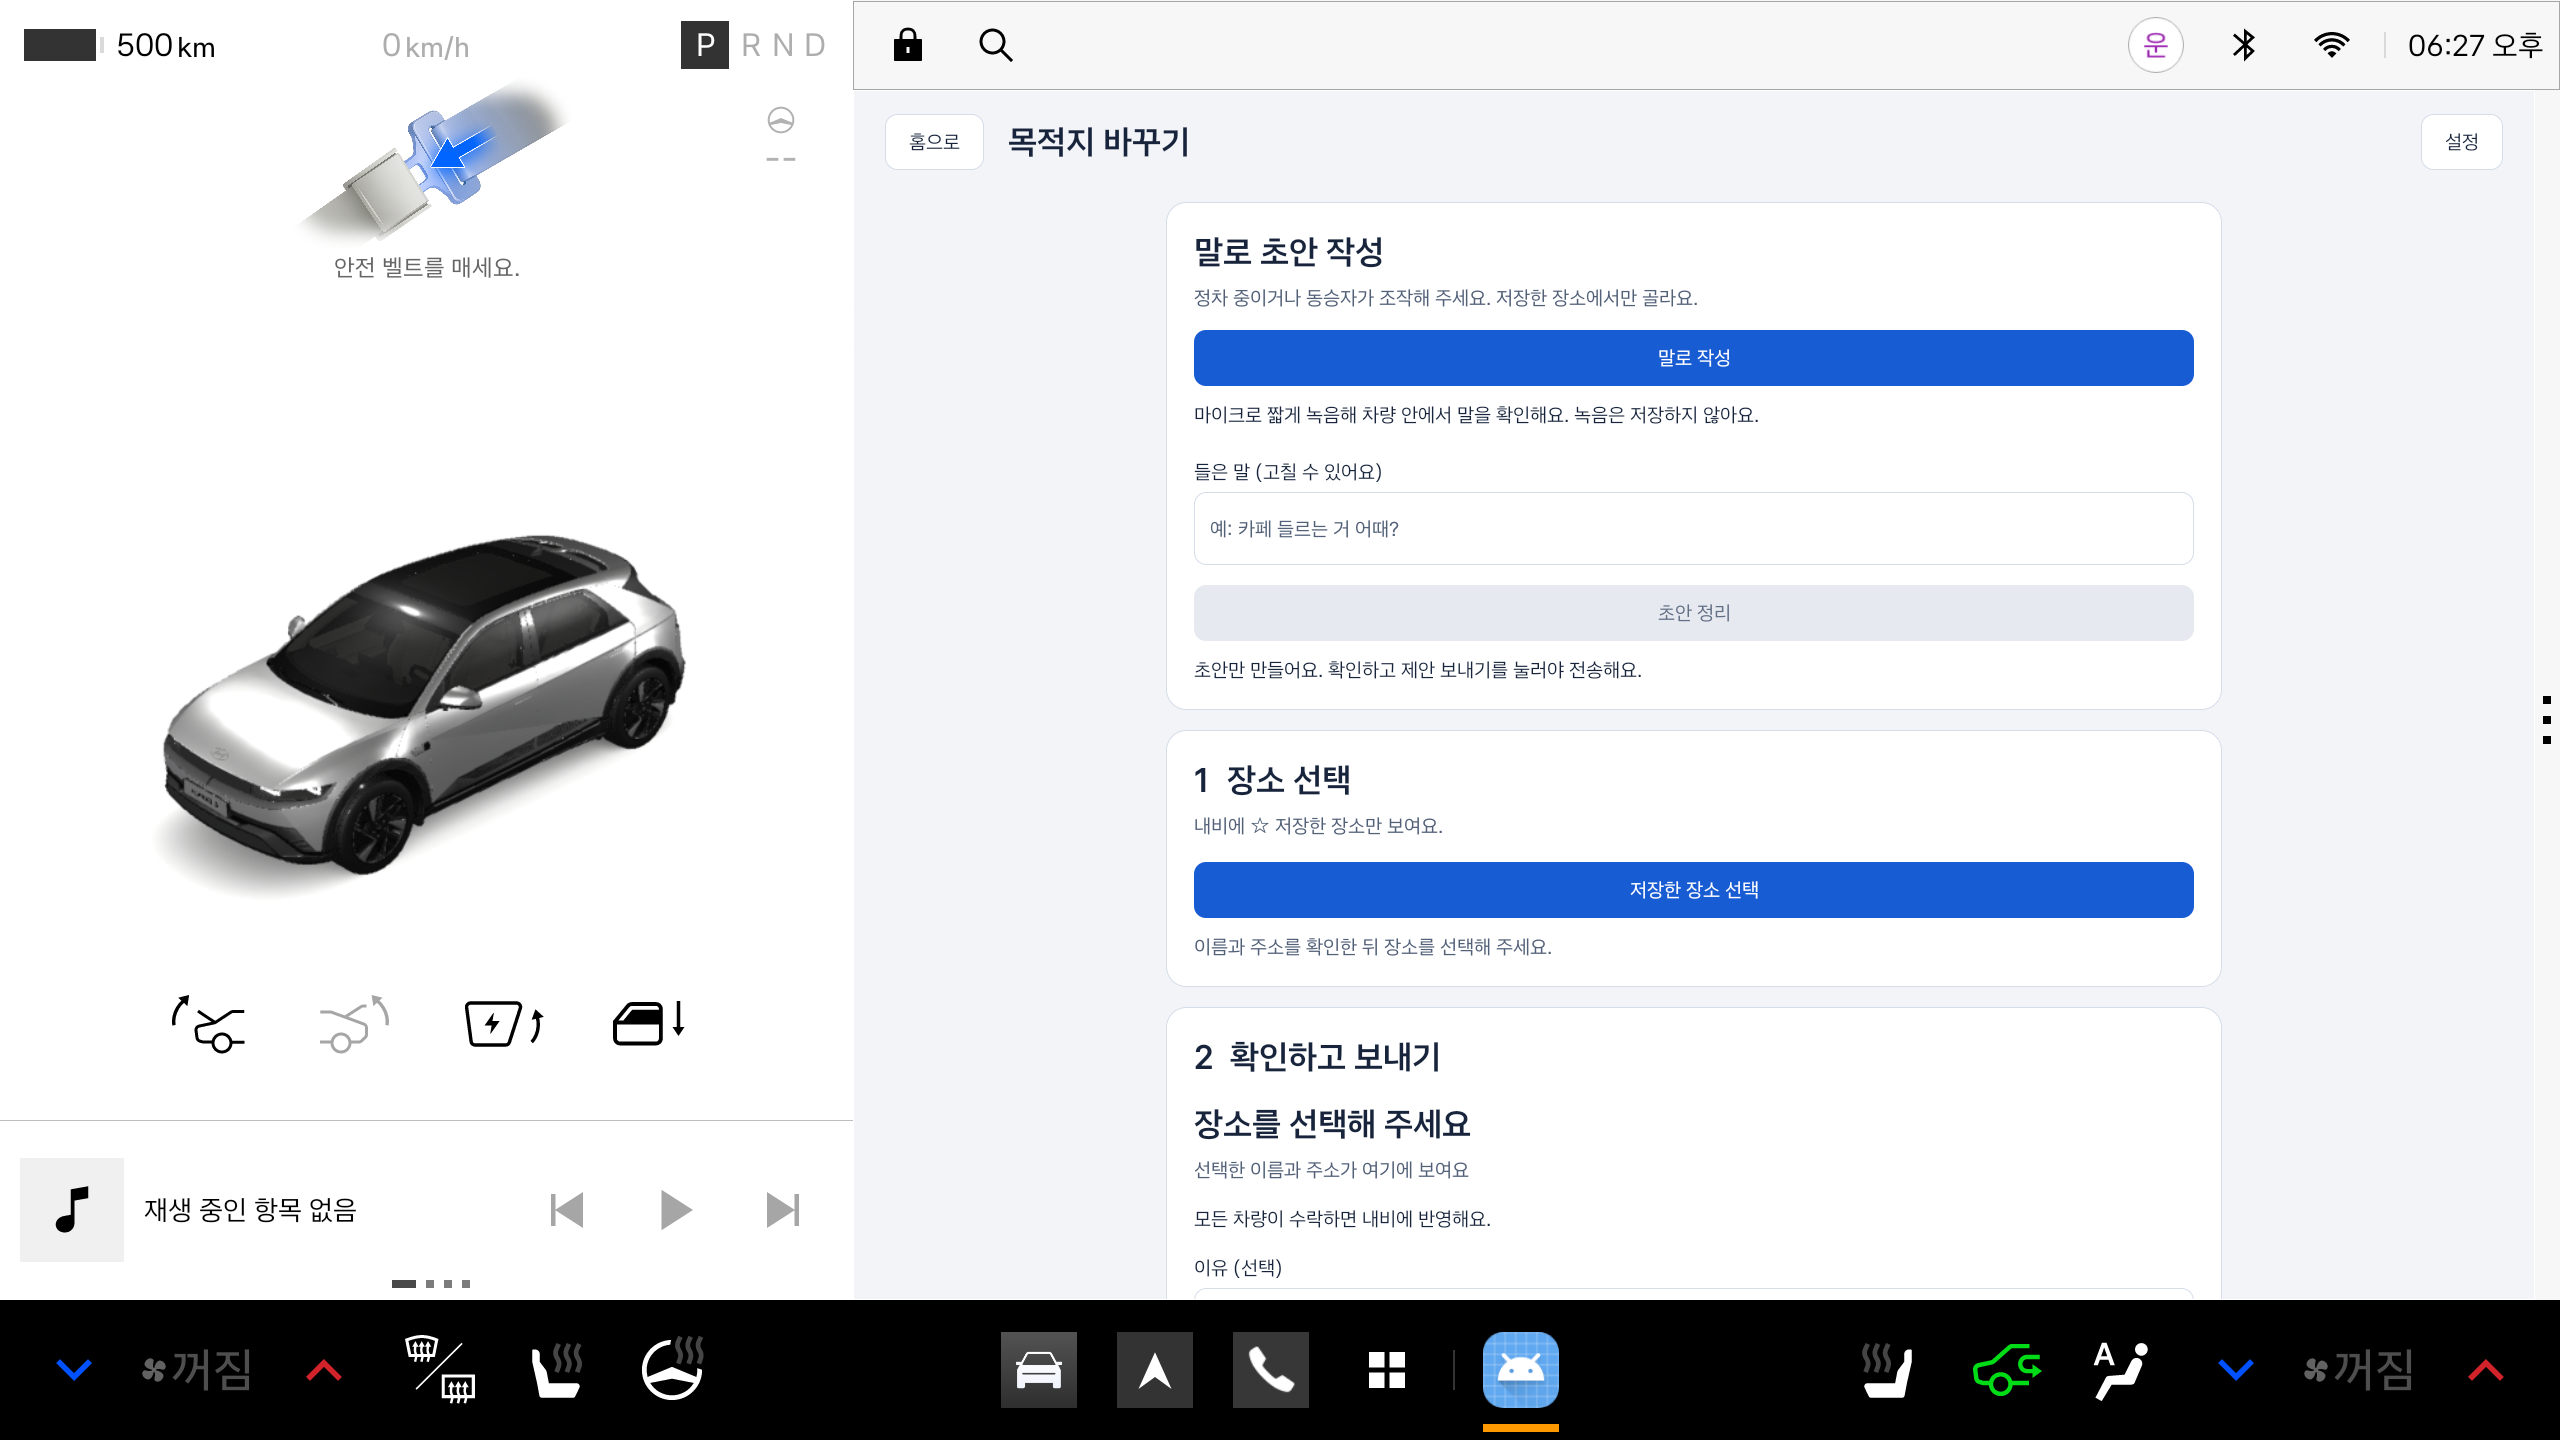 500 km
0 km/h
P R N D
운
06:27 오후
안전 벨트를 매세요.
홈으로
목적지 바꾸기
설정
말로 초안 작성
정차 중이거나 동승자가 조작해 주세요. 저장한 장소에서만 골라요.
말로 작성
마이크로 짧게 녹음해 차량 안에서 말을 확인해요. 녹음은 저장하지 않아요.
들은 말 (고칠 수 있어요)
예: 카페 들르는 거 어때?
초안 정리
초안만 만들어요. 확인하고 제안 보내기를 눌러야 전송해요.
1 장소 선택
내비에 ☆ 저장한 장소만 보여요.
저장한 장소 선택
이름과 주소를 확인한 뒤 장소를 선택해 주세요.
2 확인하고 보내기
장소를 선택해 주세요
선택한 이름과 주소가 여기에 보여요
모든 차량이 수락하면 내비에 반영해요.
이유 (선택)
재생 중인 항목 없음
꺼짐
A
꺼짐